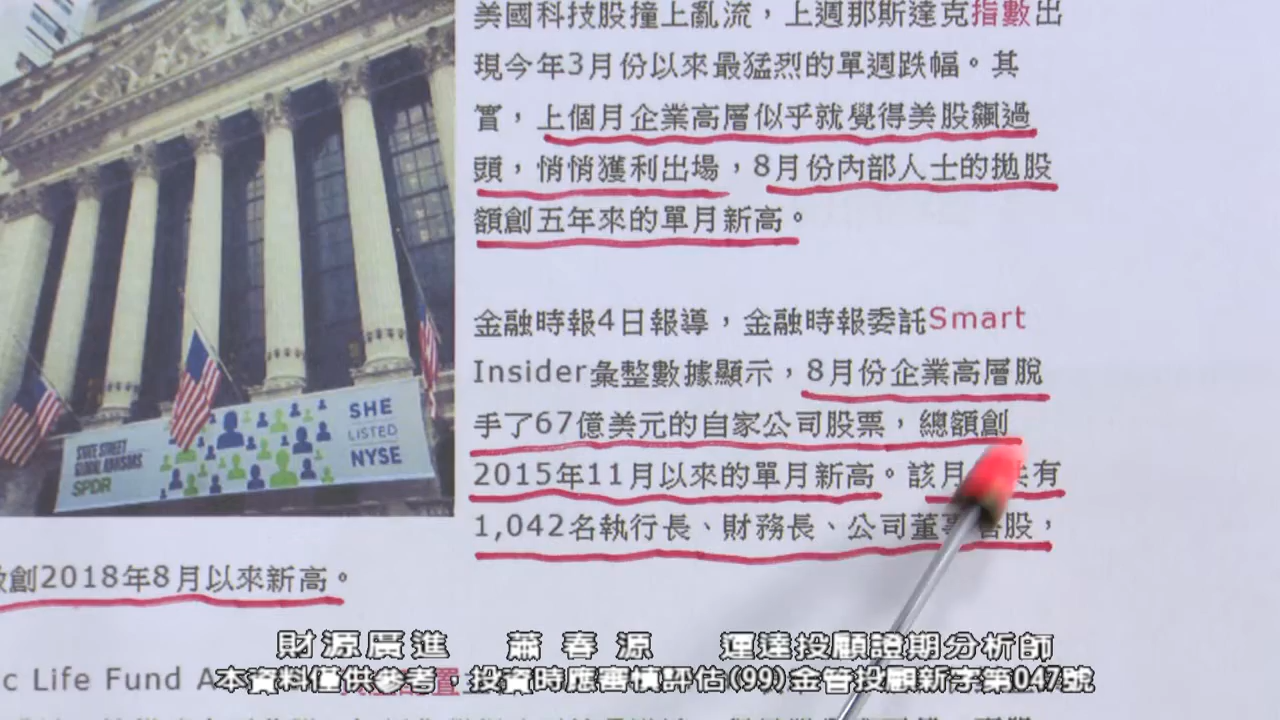 美國科技股撞上亂流，上週那斯達克指數出
現今年3月份以來最猛烈的單週跌幅。其
實，上個月企業高層似乎就覺得美股飆過
頭，悄悄獲利出場，8月份內部人士的拋股
額創五年來的單月新高。
金融時報4日報導，金融時報委託Smart
Insider彙整數據顯示，8月份企業高層脫
手了67億美元的自家公司股票，總額創
2015年11月以來的單月新高。該月 有
1,042名執行長、財務長、公司董 股，
創2018年8月以來新高。
SHE
LISTED
NYSE
STATE STREET
GLOBAL ADVISORS
SPDR
財源廣進 蕭春源 運達投顧證期分析師
c Life Fund A
本資料僅供參考，投資時應審慎評估(99)金管投顧新字第047號